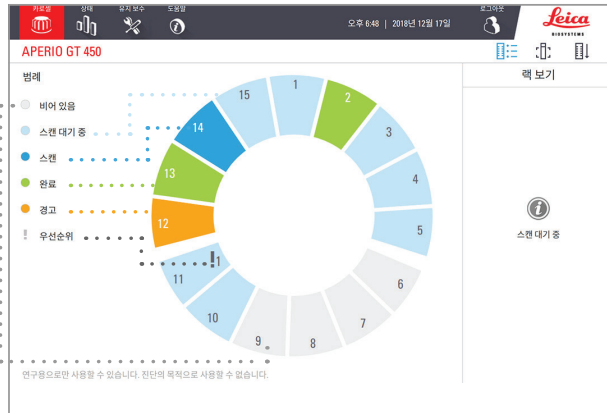 카로셀
상태
유지 보수
도움말
오후 6:48 | 2018년 12월 17일
로그아웃
Leica
BIOSYSTEMS
APERIO GT 450
범례
랙 보기
비어 있음
스캔 대기 중
스캔
완료
경고
! 우선순위
1
2
3
4
5
6
7
8
9
10
11
!1
12
13
14
15
i
스캔 대기 중
연구용으로만 사용할 수 있습니다. 진단의 목적으로 사용할 수 없습니다.